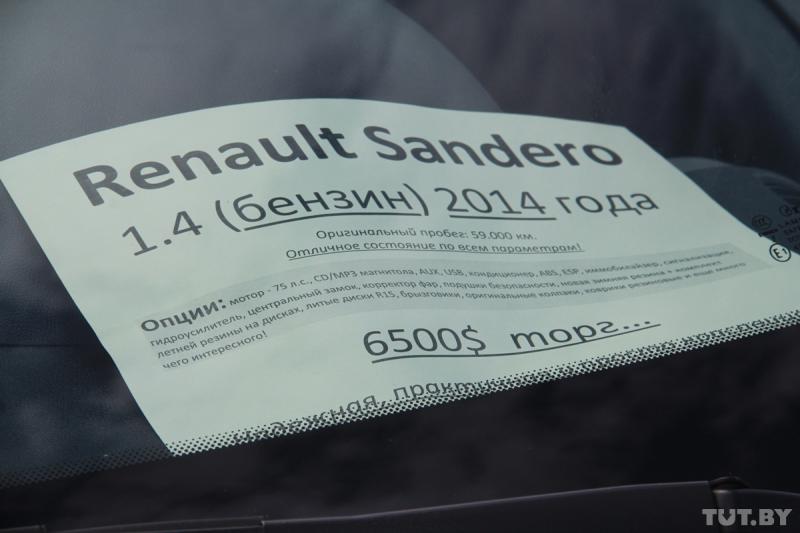 Renault Sandero
1.4 (бензин) 2014 года
Оригинальный пробег: 59.000 км.
Отличное состояние по всем параметрам!
Опции: мотор - 75 л.с., CD/MP3 магнитола, AUX, USB, кондиционер, ABS, ESP, иммобилайзер, сигнализация,
гидроусилитель, центральный замок, корректор фар, подушки безопасности, новая зимняя резина + комплект
летней резины на дисках, литые диски R15, брызговики, оригинальные колпаки, коврики резиновые и еще много
чего интересного!
6500$ торг...
E1
TUT.BY